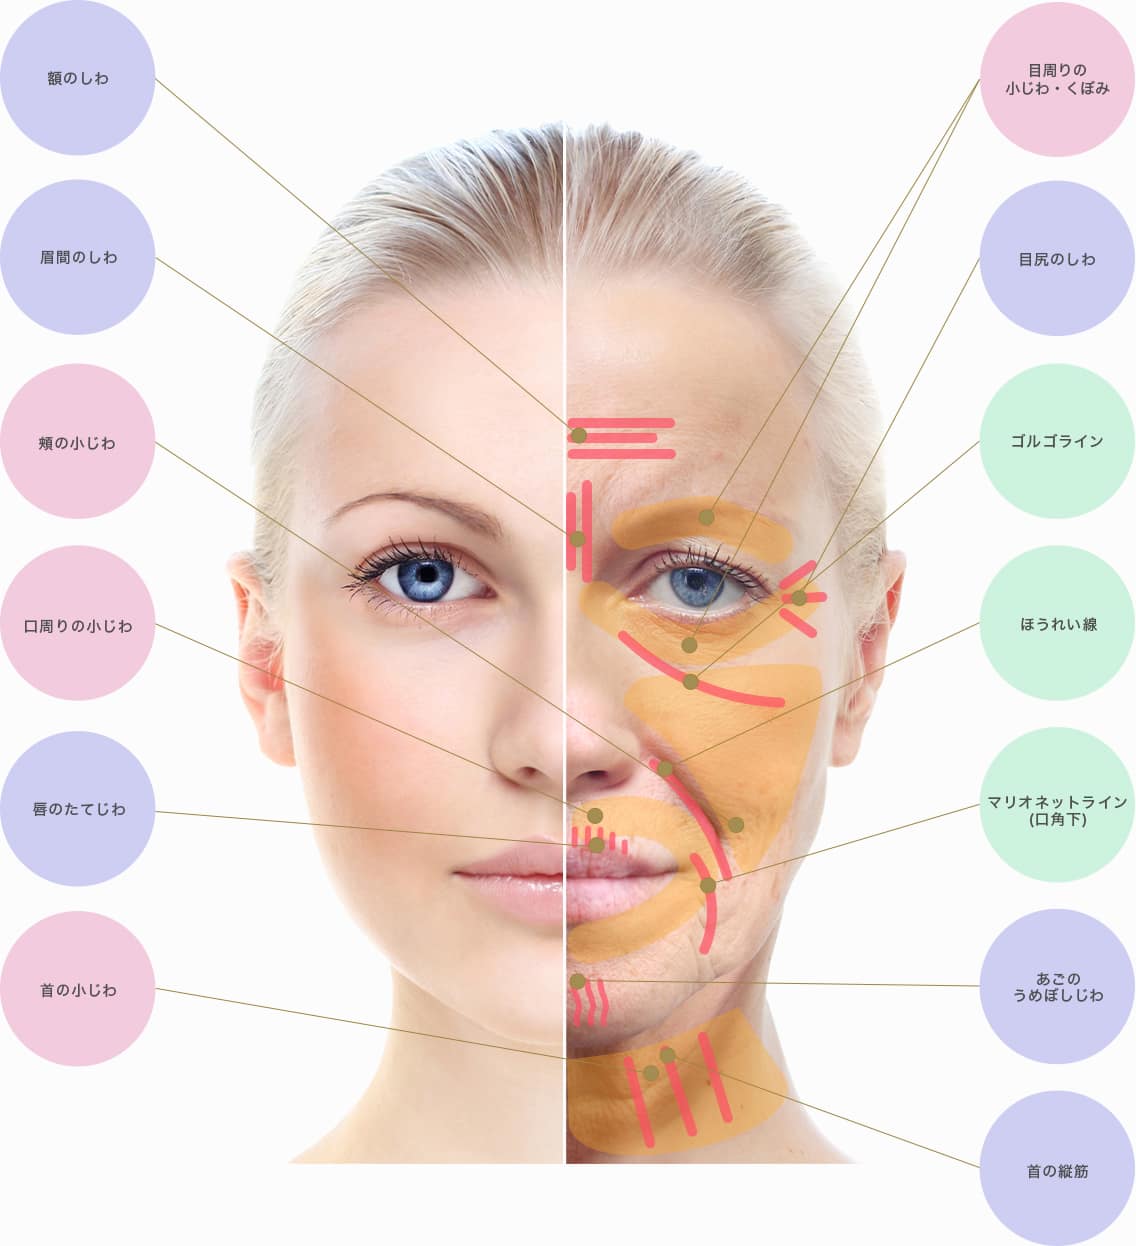 額のしわ
眉間のしわ
頬の小じわ
口周りの小じわ
唇のたてじわ
首の小じわ
目周りの
小じわ・くぼみ
目尻のしわ
ゴルゴライン
ほうれい線
マリオネットライン
(口角下)
あごの
うめぼしじわ
首の縦筋